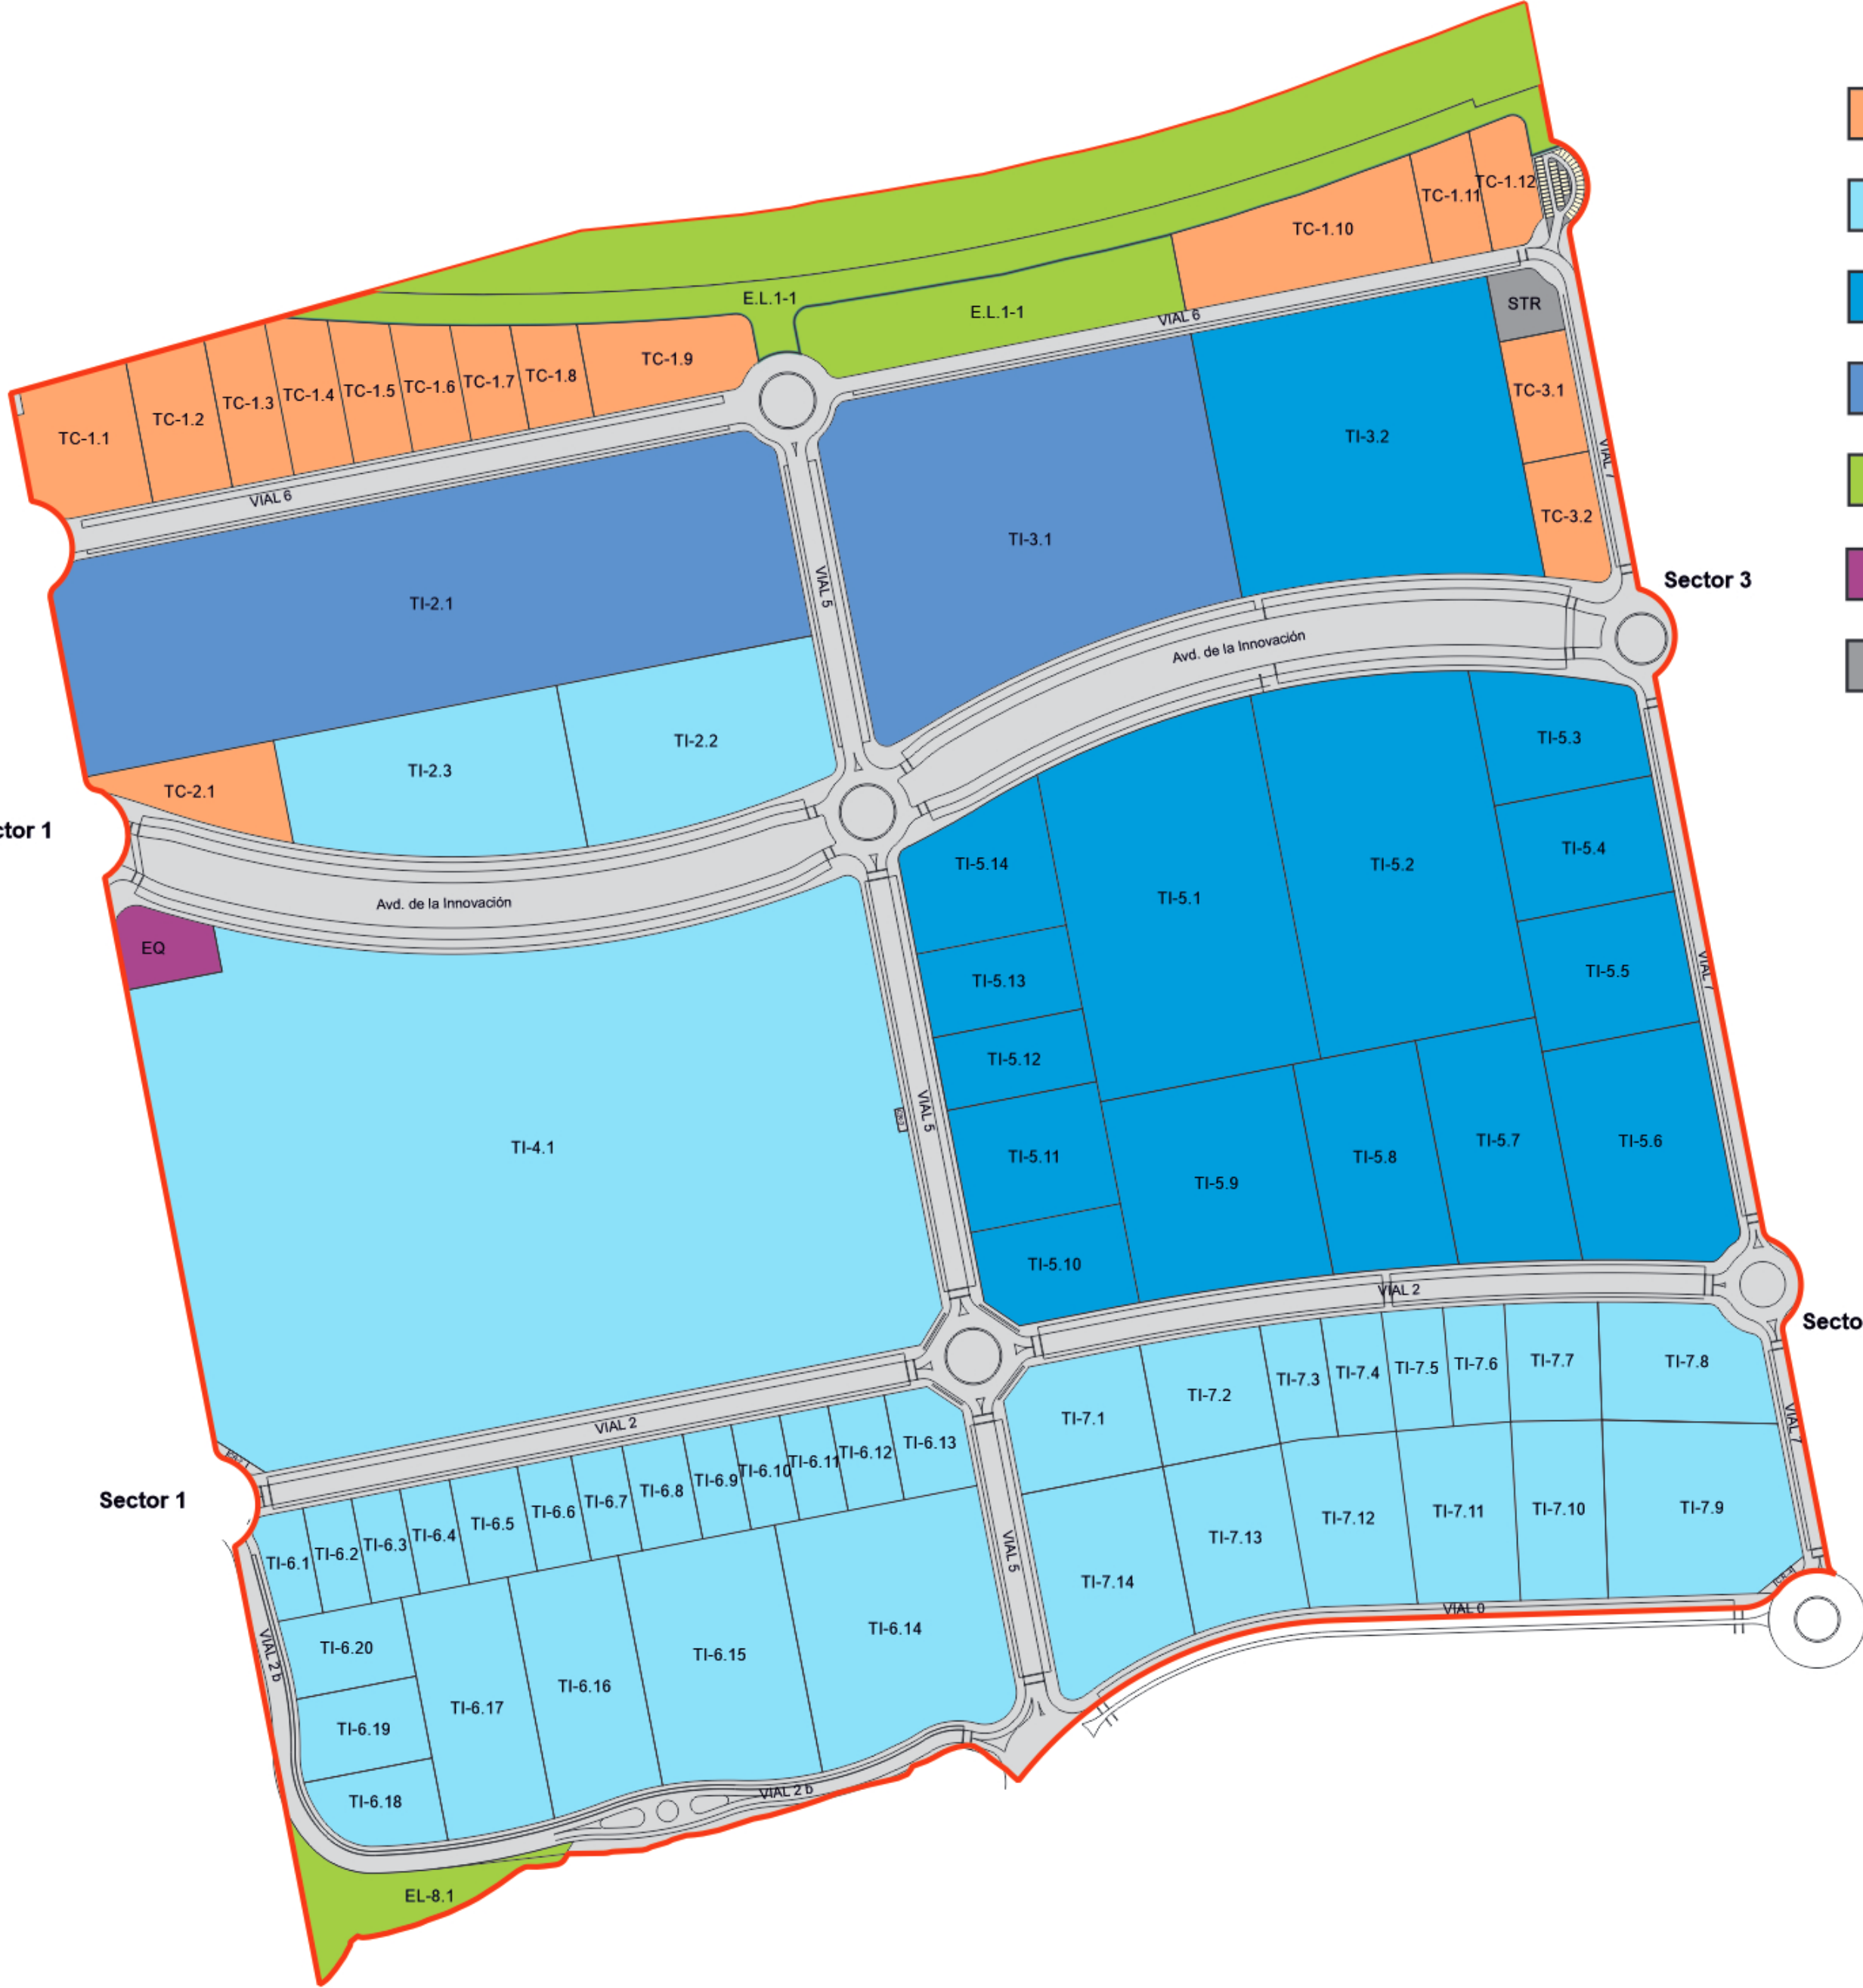 TC-1.12
TC-1.11
TC-1.10
E.L.1-1
E.L.1-1
STR
VIAL 6
TC-1.9
TC-1.8
TC-1.7
TC-1.6
TC-1.5
TC-1.4
TC-1.3
TC-1.2
TC-1.1
TC-3.1
TI-3.2
VIAL 7
VIAL 6
TC-3.2
TI-3.1
VIAL 5
Sector 3
TI-2.1
Avd. de la Innovación
TI-2.2
TI-2.3
TI-5.3
TC-2.1
ctor 1
TI-5.4
TI-5.14
TI-5.2
TI-5.1
Avd. de la Innovación
EQ
TI-5.13
TI-5.5
VIAL 7
TI-5.12
VIAL 5
TI-4.1
TI-5.11
TI-5.9
TI-5.8
TI-5.7
TI-5.6
TI-5.10
VIAL 2
Secto
TI-7.1
TI-7.2
TI-7.3
TI-7.4
TI-7.5
TI-7.6
TI-7.7
TI-7.8
VIAL 7
VIAL 2
Sector 1
TI-6.1
TI-6.2
TI-6.3
TI-6.4
TI-6.5
TI-6.6
TI-6.7
TI-6.8
TI-6.9
TI-6.10
TI-6.11
TI-6.12
TI-6.13
VIAL 5
TI-7.14
TI-7.13
TI-7.12
TI-7.11
TI-7.10
TI-7.9
VIAL 0
VIAL 2 b
TI-6.20
TI-6.19
TI-6.18
TI-6.17
TI-6.16
TI-6.15
TI-6.14
VIAL 2 b
EL-8.1